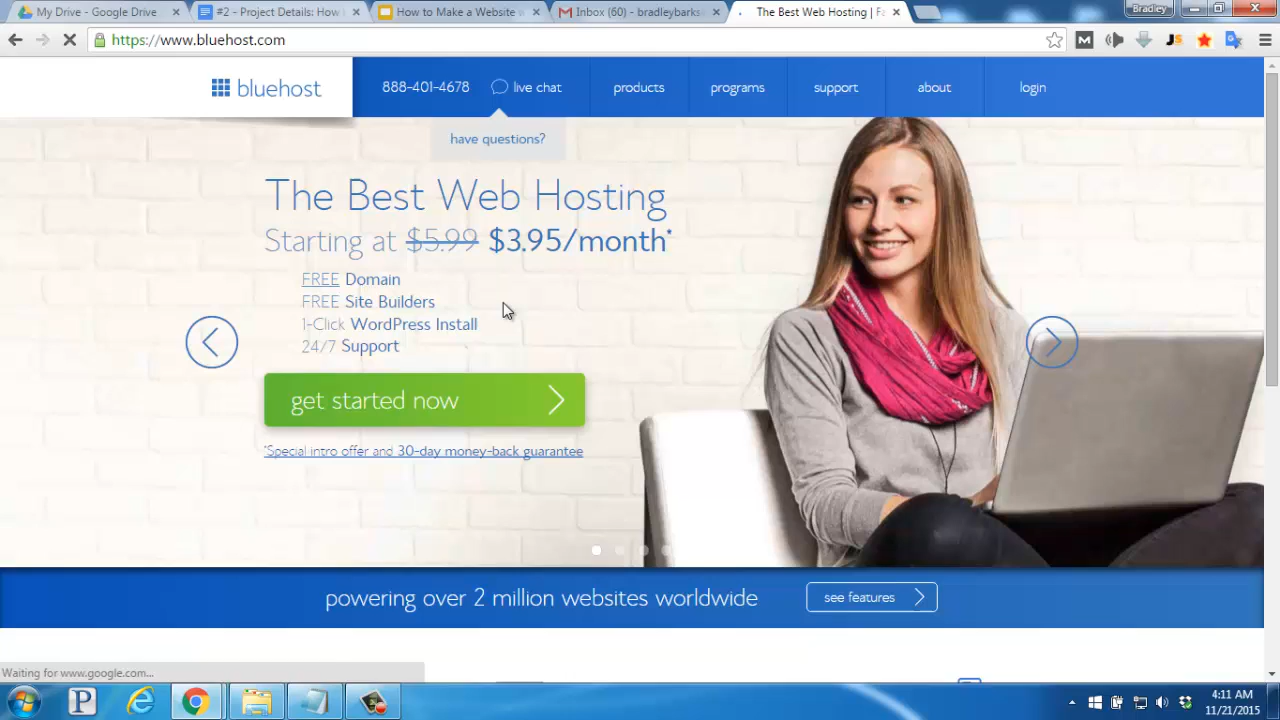 My Drive - Google Drive
#2 - Project Details: How
How to Make a Website
Inbox (60) - bradleybarks
The Best Web Hosting | Fa
Bradley
https://www.bluehost.com
M
JS
bluehost
888-401-4678
live chat
products
programs
support
about
login
have questions?
The Best Web Hosting
Starting at $5.99 $3.95/month*
FREE Domain
FREE Site Builders
1-Click WordPress Install
24/7 Support
get started now
*Special intro offer and 30-day money-back guarantee
powering over 2 million websites worldwide
see features
Waiting for www.google.com...
P
4:11 AM
11/21/2015